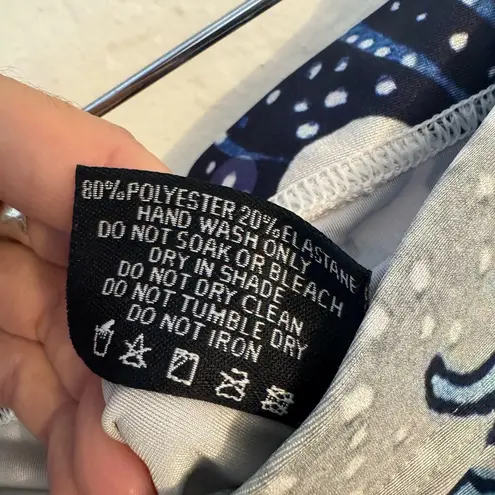 80% POLYESTER 20% ELASTANE
HAND WASH ONLY
DO NOT SOAK OR BLEACH
DRY IN SHADE
DO NOT DRY CLEAN
DO NOT TUMBLE DRY
DO NOT IRON